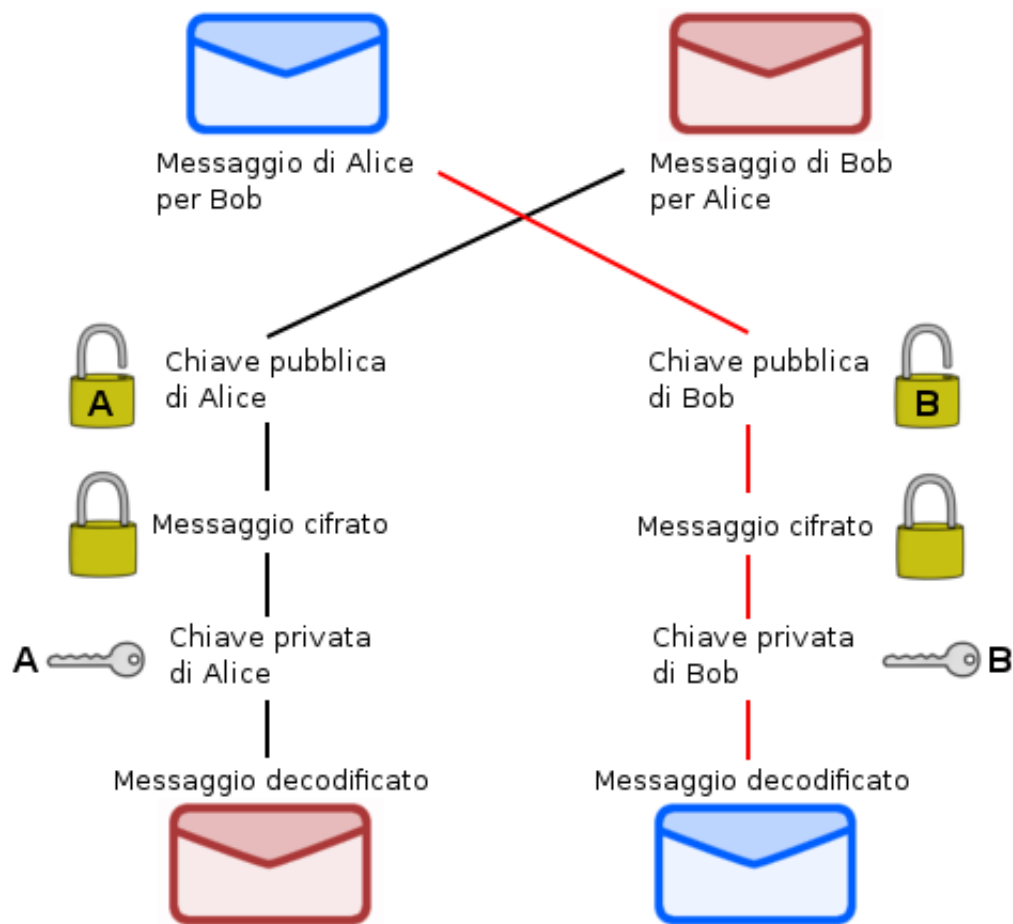 Messaggio di Alice
per Bob
Messaggio di Bob
per Alice
A
Chiave pubblica
di Alice
Chiave pubblica
di Bob
B
Messaggio cifrato
Messaggio cifrato
A
Chiave privata
di Alice
Chiave privata
di Bob
B
Messaggio decodificato
Messaggio decodificato